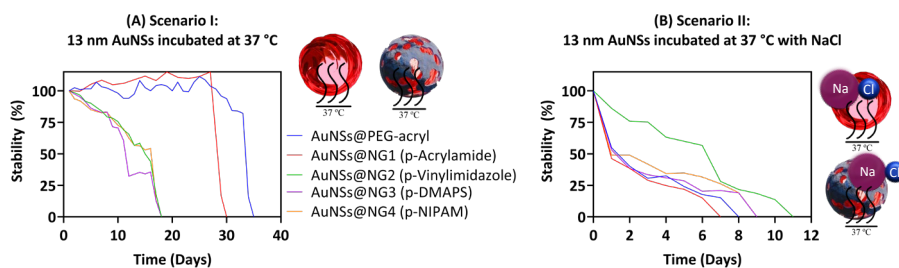 (A) Scenario I:
13 nm AuNSs incubated at 37 °C
Stability (%)
100
75
50
25
0
0
10
20
30
40
Time (Days)
37 °C
37 °C
AuNSs@PEG-acryl
AuNSs@NG1 (p-Acrylamide)
AuNSs@NG2 (p-Vinylimidazole)
AuNSs@NG3 (p-DMAPS)
AuNSs@NG4 (p-NIPAM)
(B) Scenario II:
13 nm AuNSs incubated at 37 °C with NaCl
Stability (%)
100
75
50
25
0
0
2
4
6
8
10
12
Time (Days)
Na
Cl
37 °C
Na
Cl
37 °C